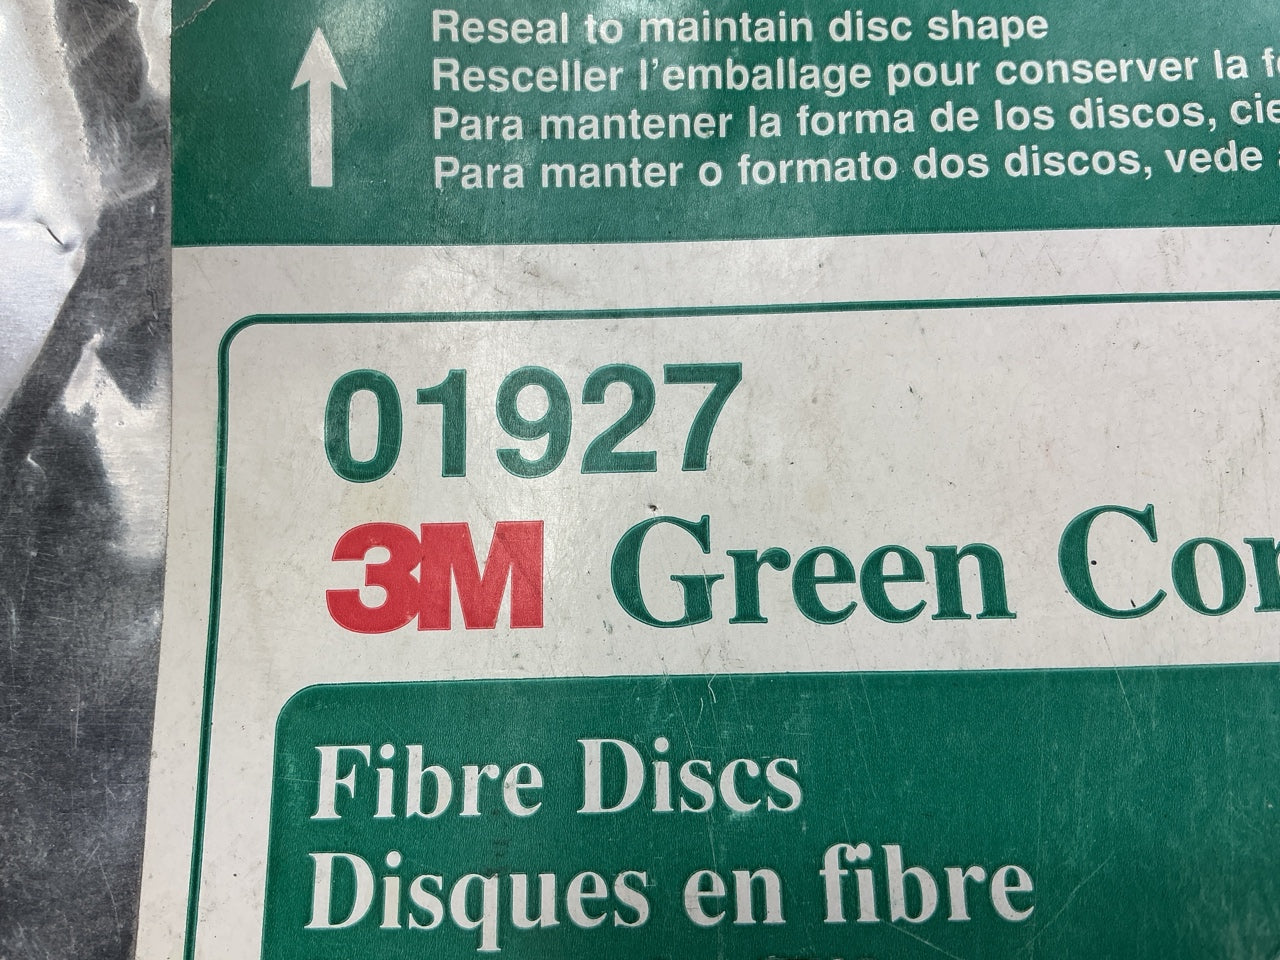 Reseal to maintain disc shape
Resceller l'emballage pour conserver la
Para mantener la forma de los discos,
Para manter o formato dos discos, vede
01927
3M Green
Fibre Discs
Disques en fibre